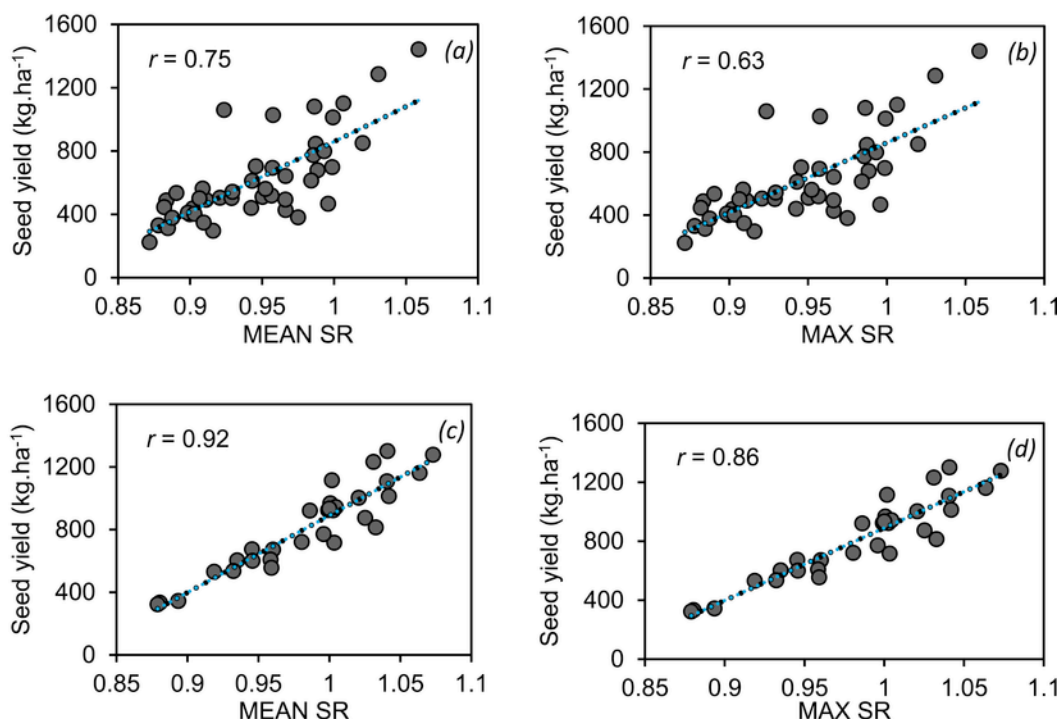 1600
1200
800
400
0
Seed yield (kg.ha⁻¹)
r = 0.75
(a)
0.85 0.9 0.95 1 1.05 1.1
MEAN SR
1600
1200
800
400
0
Seed yield (kg.ha⁻¹)
r = 0.63
(b)
0.85 0.9 0.95 1 1.05 1.1
MAX SR
1600
1200
800
400
0
Seed yield (kg.ha⁻¹)
r = 0.92
(c)
0.85 0.9 0.95 1 1.05 1.1
MEAN SR
1600
1200
800
400
0
Seed yield (kg.ha⁻¹)
r = 0.86
(d)
0.85 0.9 0.95 1 1.05 1.1
MAX SR